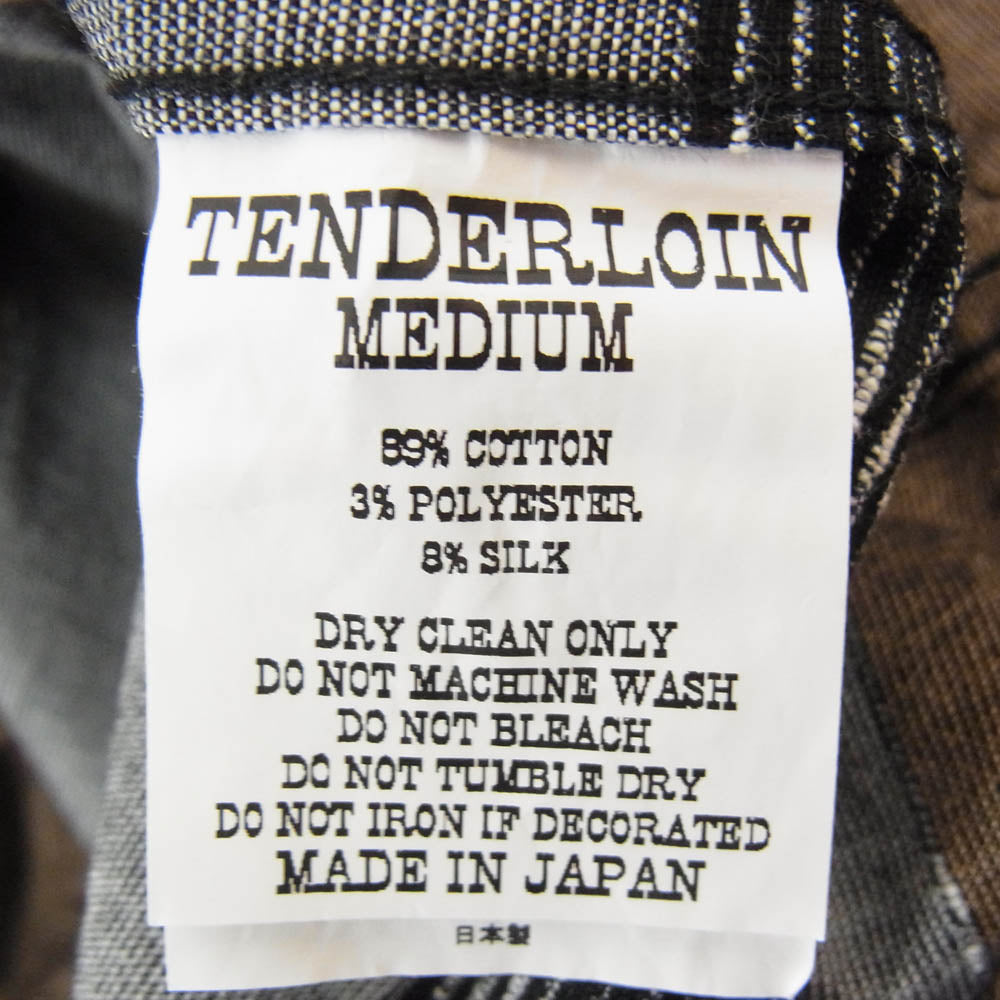 TENDERLOIN
MEDIUM
89% COTTON
3% POLYESTER
8% SILK
DRY CLEAN ONLY
DO NOT MACHINE WASH
DO NOT BLEACH
DO NOT TUMBLE DRY
DO NOT IRON IF DECORATED
MADE IN JAPAN
日本製